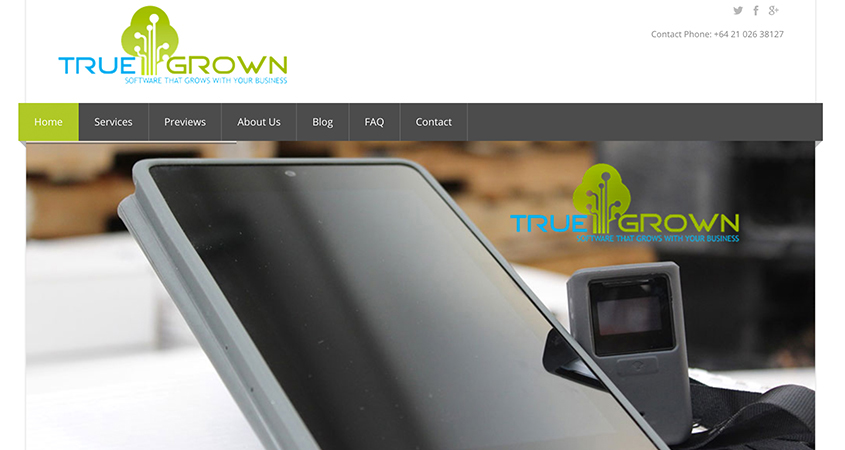 TRUE GROWN
SOFTWARE THAT GROWS WITH YOUR BUSINESS
Contact Phone: +64 21 026 38127
Home Services Previews About Us Blog FAQ Contact
TRUE GROWN
SOFTWARE THAT GROWS WITH YOUR BUSINESS